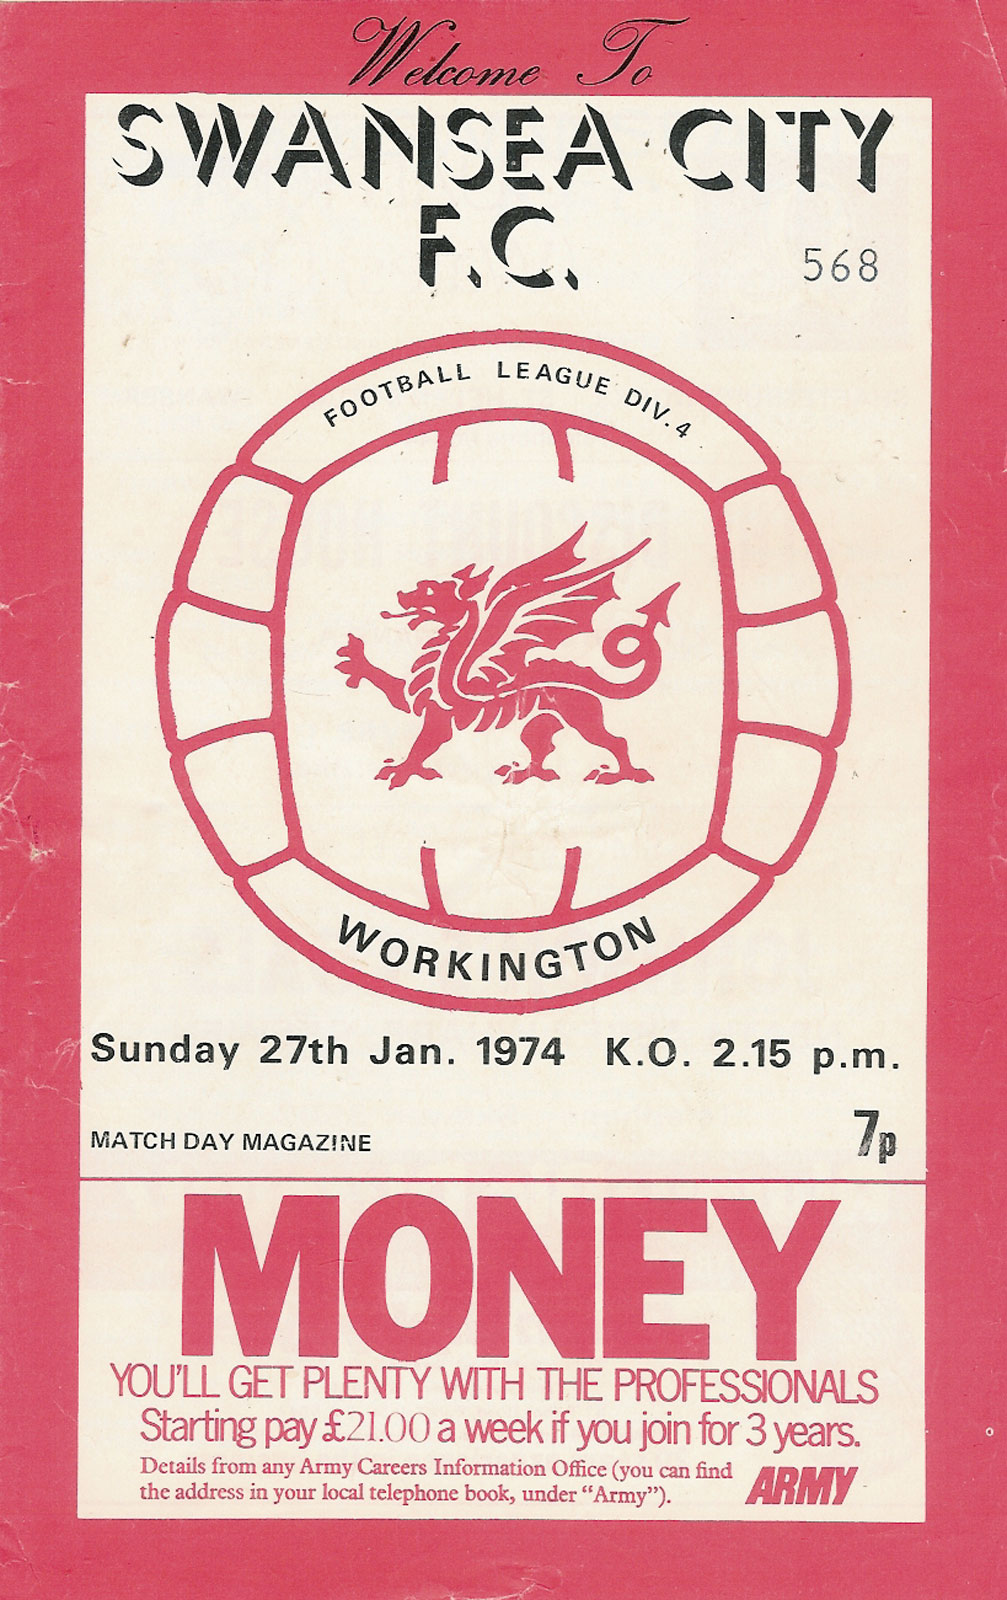 Welcome To
SWANSEA CITY
F.C.
568
FOOTBALL LEAGUE DIV.4
WORKINGTON
Sunday 27th Jan. 1974 K.O. 2.15 p.m.
MATCH DAY MAGAZINE
7p
MONEY
YOU'LL GET PLENTY WITH THE PROFESSIONALS
Starting pay £21.00 a week if you join for 3 years.
Details from any Army Careers Information Office (you can find
the address in your local telephone book, under “Army”).
ARMY